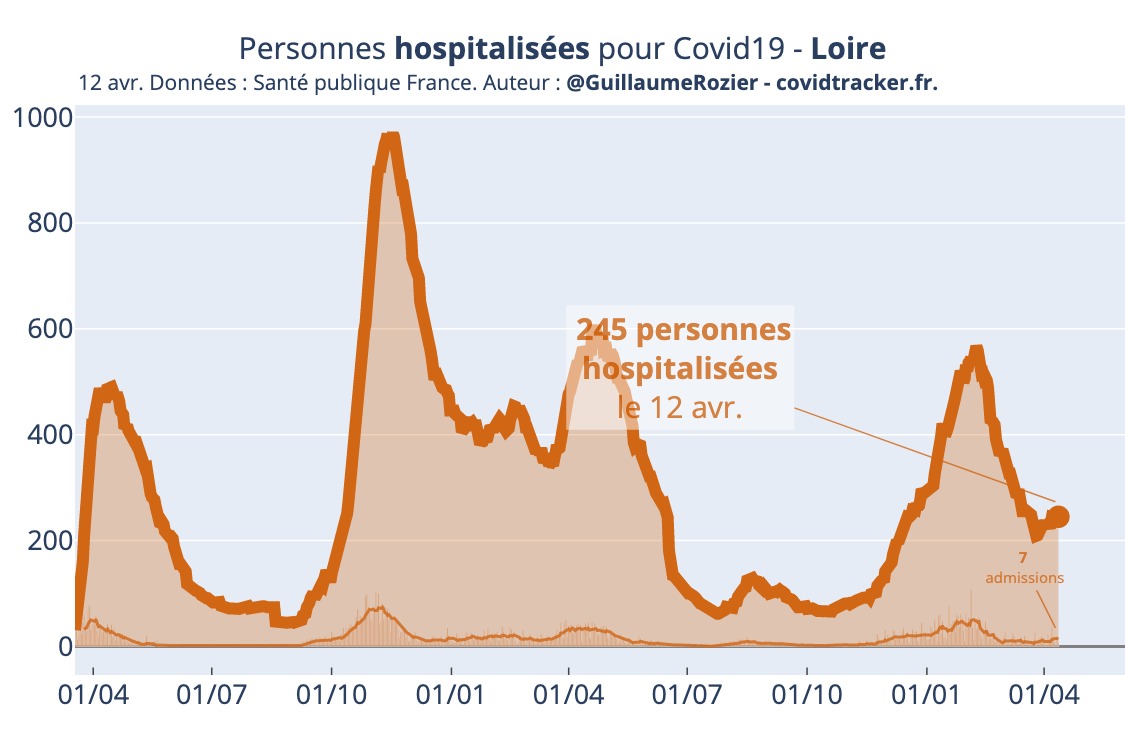 Personnes hospitalisées pour Covid19 - Loire
12 avr. Données : Santé publique France. Auteur : @GuillaumeRozier - covidtracker.fr.
1000
800
600
400
200
0
245 personnes
hospitalisées
le 12 avr.
7
admissions
01/04
01/07
01/10
01/01
01/04
01/07
01/10
01/01
01/04